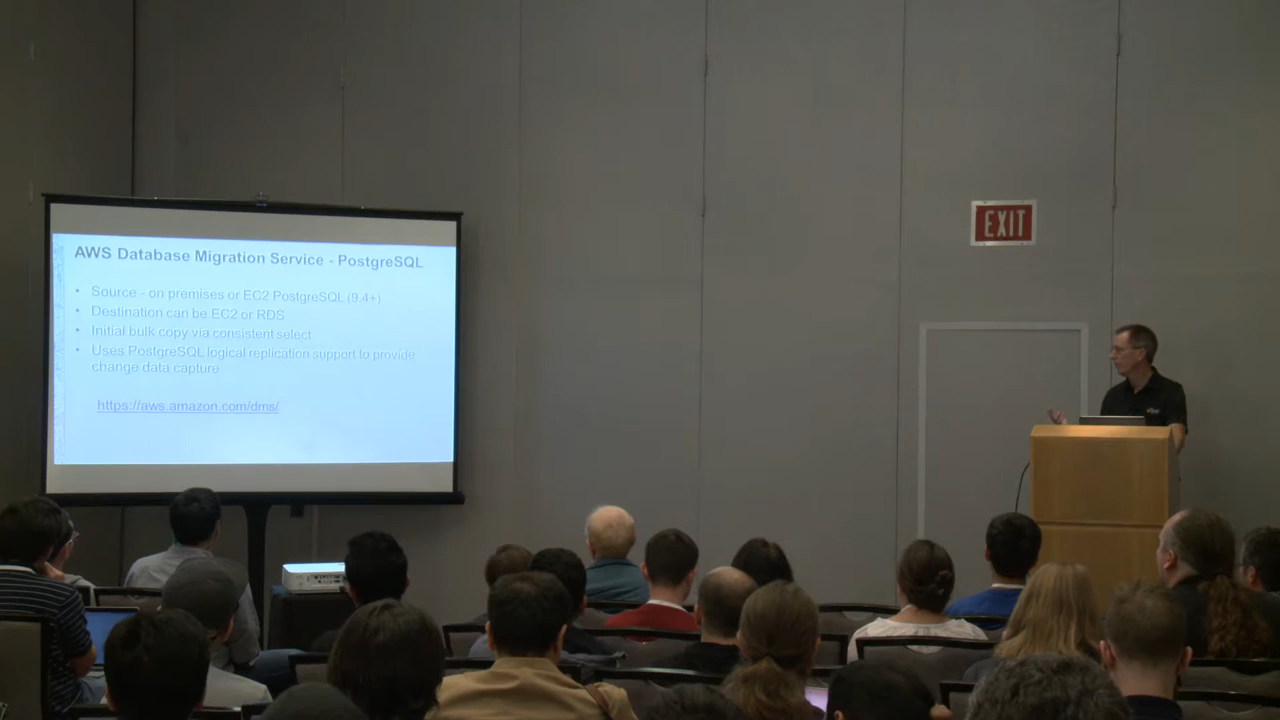 AWS Database Migration Service - PostgreSQL
• Source - on premises or EC2 PostgreSQL (9.4+)
• Destination can be EC2 or RDS
• Initial bulk copy via consistent select
• Uses PostgreSQL logical replication support to provide
change data capture
https://aws.amazon.com/dms/
EXIT